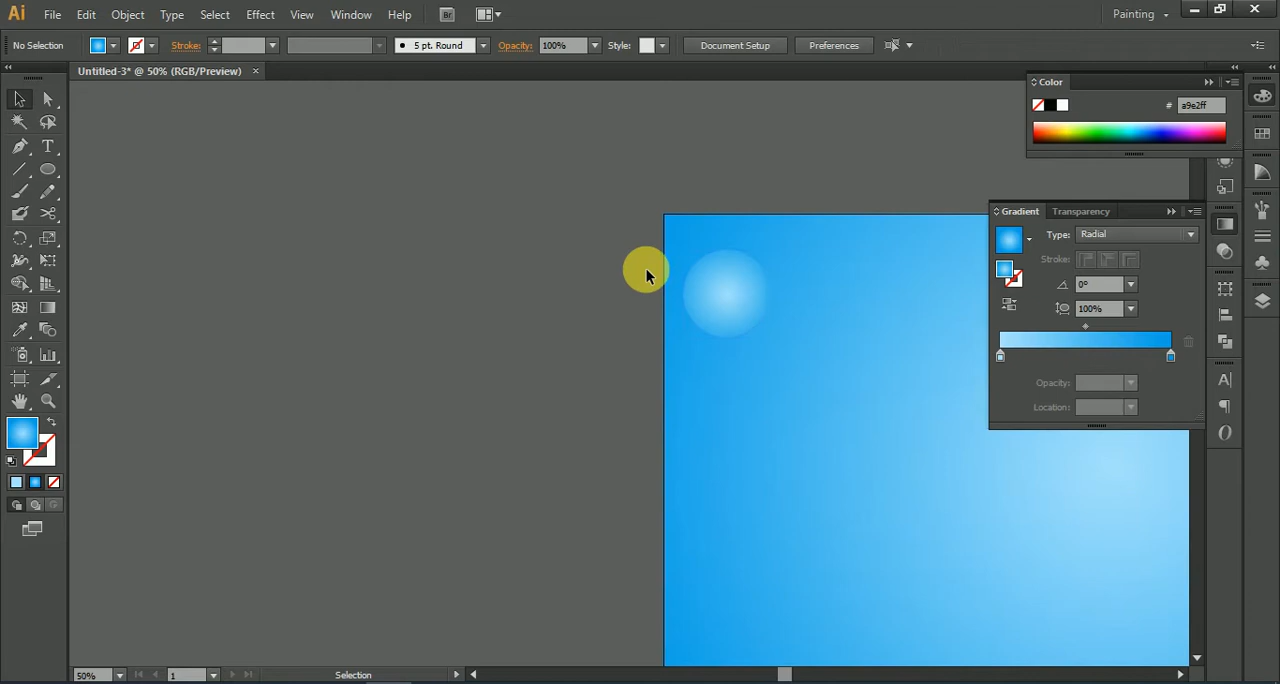 Ai File Edit Object Type Select Effect View Window Help Br Painting
No Selection Stroke: 5 pt. Round Opacity: 100% Style: Document Setup Preferences
Untitled-3* @ 50% (RGB/Preview)
Color
# a9e2ff
Gradient Transparency
Type: Radial
Stroke:
0°
100%
Opacity:
Location:
50% 1 Selection